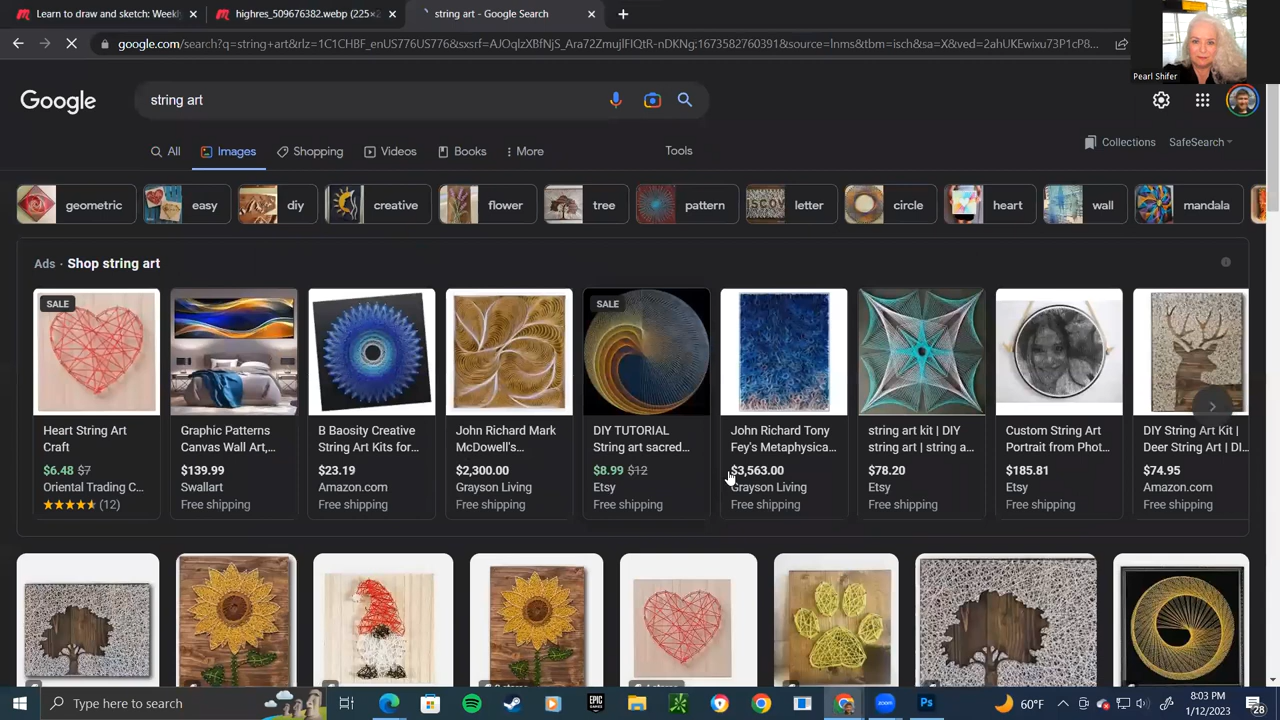 Learn to draw and sketch: Weekly
highres_509676382.webp (225×2
string art - Google Search
google.com/search?q=string+art&rlz=1C1CHBF_enUS776US776&sxsrf=AJOqlzXBfNjS_Ara72ZmujlFIQtR-nDKNg:1673582760391&source=lnms&tbm=isch&sa=X&ved=2ahUKEwixu73P1cP8...
Pearl Shifer
Google
string art
All
Images
Shopping
Videos
Books
More
Tools
Collections
SafeSearch
geometric
easy
diy
creative
flower
tree
pattern
letter
circle
heart
wall
mandala
Ads · Shop string art
SALE
Heart String Art
Craft
$6.48 $7
Oriental Trading C...
(12)
Graphic Patterns
Canvas Wall Art,...
$139.99
Swallart
Free shipping
B Baosity Creative
String Art Kits for...
$23.19
Amazon.com
Free shipping
John Richard Mark
McDowell's...
$2,300.00
Grayson Living
Free shipping
SALE
DIY TUTORIAL
String art sacred...
$8.99 $12
Etsy
Free shipping
John Richard Tony
Fey's Metaphysica...
$3,563.00
Grayson Living
Free shipping
string art kit | DIY
string art | string a...
$78.20
Etsy
Free shipping
Custom String Art
Portrait from Phot...
$185.81
Etsy
Free shipping
DIY String Art Kit |
Deer String Art | DI...
$74.95
Amazon.com
Free shipping
Type here to search
EPIC
GAMES
zoom
Ps
60°F
8:03 PM
1/12/2023
28